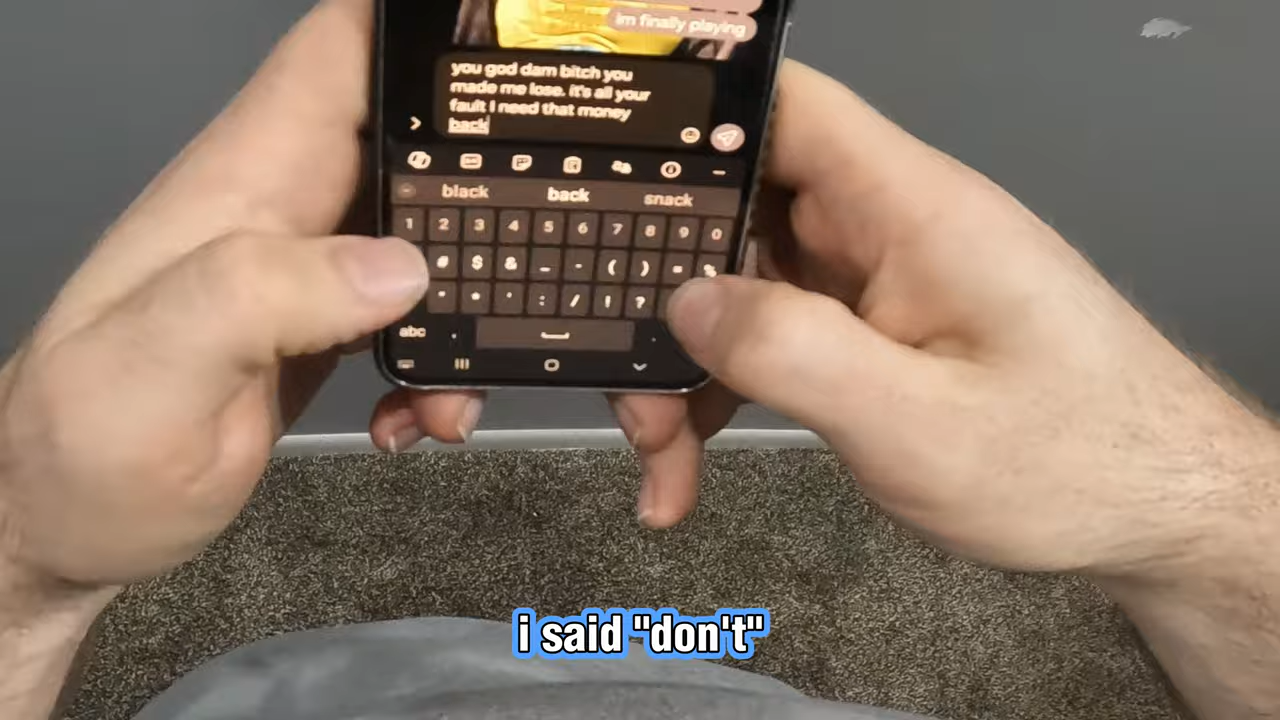 im finally playing
you god dam bitch you
made me lose. it's all your
fault I need that money
back
black back snack
1 2 3 4 5 6 7 8 9 0
# $ & _ - ( ) = %
" * ' : / ! ?
abc , .
i said "don't"